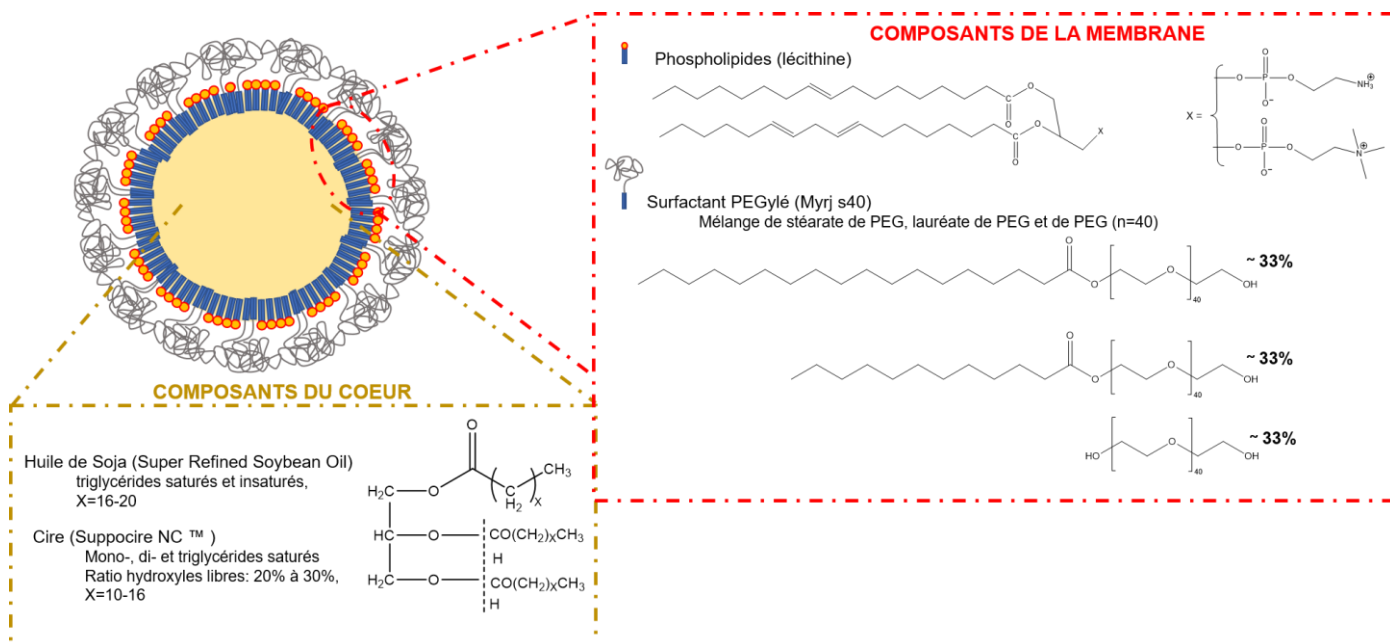 COMPOSANTS DE LA MEMBRANE
Phospholipides (lécithine)
O
O
C
O
C
O
O
X
X =
O
O
P
O
O⁻
NH₃
⊕
O
O
P
O
O⁻
N
⊕
Surfactant PEGylé (Myrj s40)
Mélange de stéarate de PEG, lauréate de PEG et de PEG (n=40)
O
O
O
40
OH
~ 33%
O
O
O
40
OH
~ 33%
HO
O
40
OH
~ 33%
COMPOSANTS DU COEUR
Huile de Soja (Super Refined Soybean Oil)
triglycérides saturés et insaturés,
X=16-20
Cire (Suppocire NC ™ )
Mono-, di- et triglycérides saturés
Ratio hydroxyles libres: 20% à 30%,
X=10-16
O
CH₃
H₂C
O
C
H₂
x
HC
O
CO(CH₂)ₓCH₃
H
H₂C
O
CO(CH₂)ₓCH₃
H